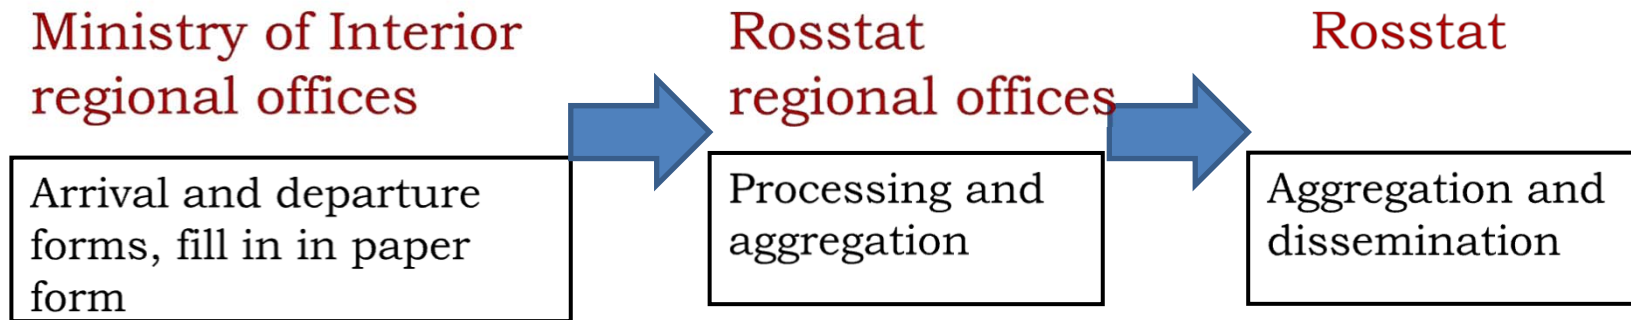 Ministry of Interior
regional offices
Arrival and departure
forms, fill in in paper
form
Rosstat
regional offices
Processing and
aggregation
Rosstat
Aggregation and
dissemination